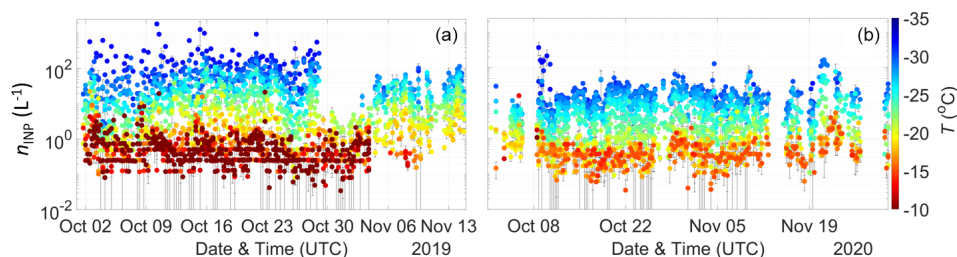 (a)
(b)
n_INP (L⁻¹)
10²
10⁰
10⁻²
Oct 02 Oct 09 Oct 16 Oct 23 Oct 30 Nov 06 Nov 13
Date & Time (UTC) 2019
Oct 08 Oct 22 Nov 05 Nov 19
Date & Time (UTC) 2020
-35
-30
-25
-20
-15
-10
T (°C)